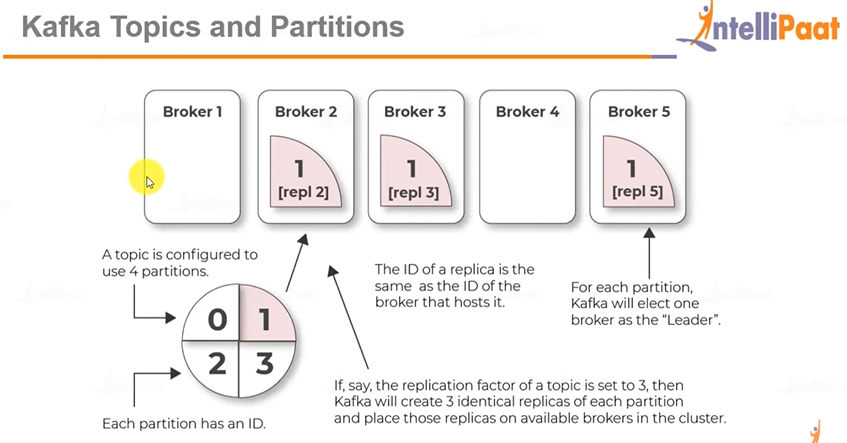 Kafka Topics and Partitions
IntelliPaat
Broker 1
Broker 2
Broker 3
Broker 4
Broker 5
1
[repl 2]
1
[repl 3]
1
[repl 5]
A topic is configured to
use 4 partitions.
The ID of a replica is the
same as the ID of the
broker that hosts it.
For each partition,
Kafka will elect one
broker as the “Leader”.
0 1
2 3
If, say, the replication factor of a topic is set to 3, then
Kafka will create 3 identical replicas of each partition
and place those replicas on available brokers in the cluster.
Each partition has an ID.